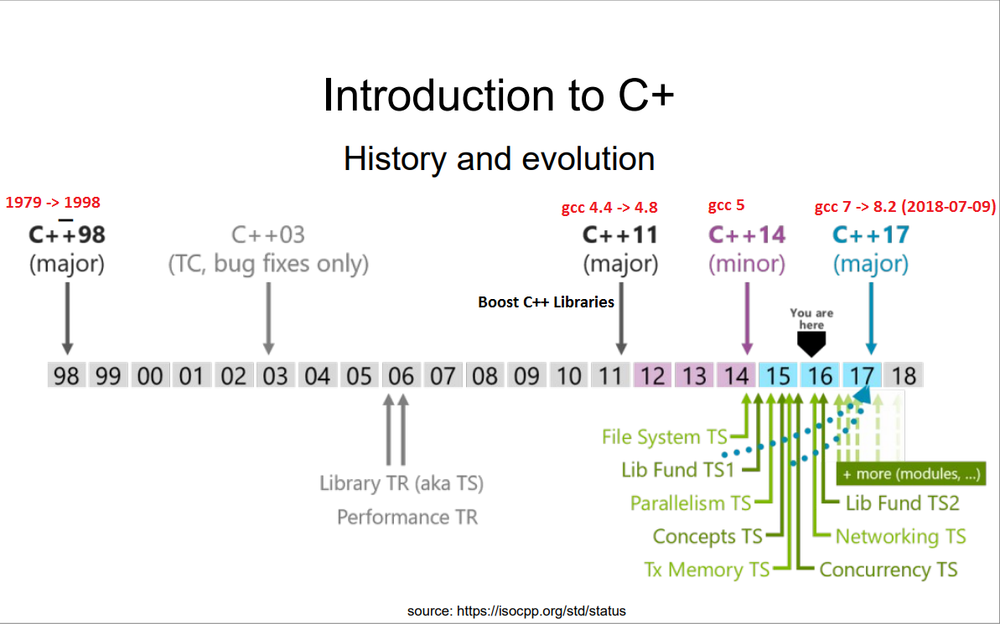 Introduction to C+
History and evolution
1979 -> 1998
gcc 4.4 -> 4.8
gcc 5
gcc 7 -> 8.2 (2018-07-09)
C++98
(major)
C++03
(TC, bug fixes only)
C++11
(major)
C++14
(minor)
C++17
(major)
Boost C++ Libraries
You are
here
98 99 00 01 02 03 04 05 06 07 08 09 10 11 12 13 14 15 16 17 18
Library TR (aka TS)
Performance TR
File System TS
Lib Fund TS1
Parallelism TS
Concepts TS
Tx Memory TS
+ more (modules, ...)
Lib Fund TS2
Networking TS
Concurrency TS
source: https://isocpp.org/std/status